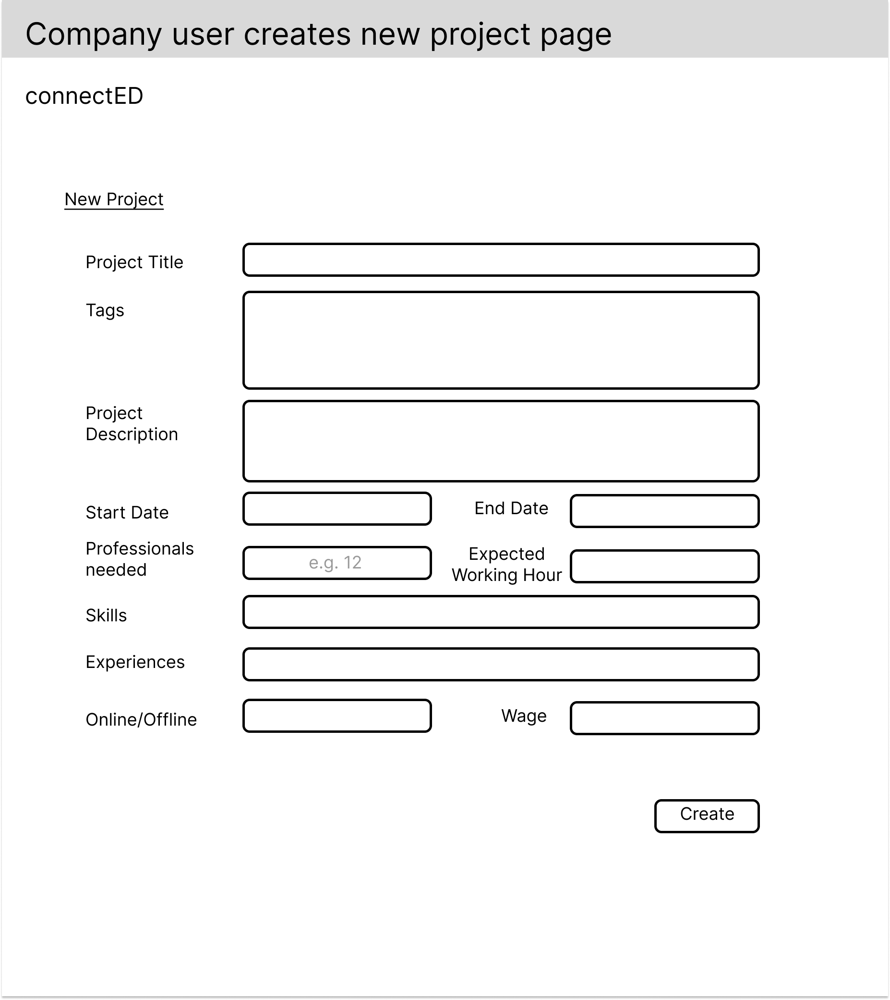 Company user creates new project page
connectED
New Project
Project Title
Tags
Project
Description
Start Date
End Date
Professionals
needed
e.g. 12
Expected
Working Hour
Skills
Experiences
Online/Offline
Wage
Create